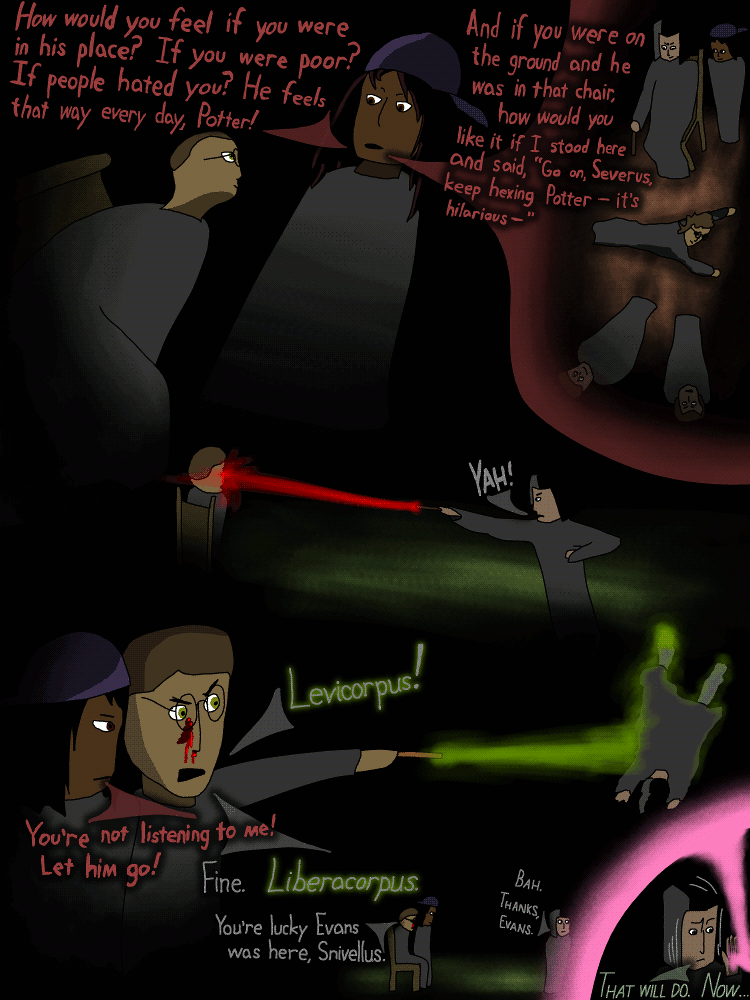 How would you feel if you were
in his place? If you were poor?
If people hated you? He feels
that way every day, Potter!
And if you were on
the ground and he
was in that chair,
how would you
like it if I stood here
and said, "Go on, Severus,
keep hexing Potter – it's
hilarious –"
YAH!
Levicorpus!
You're not listening to me!
Let him go!
Fine. Liberacorpus.
You're lucky Evans
was here, Snivellus.
BAH.
THANKS,
EVANS.
THAT WILL DO. NOW...